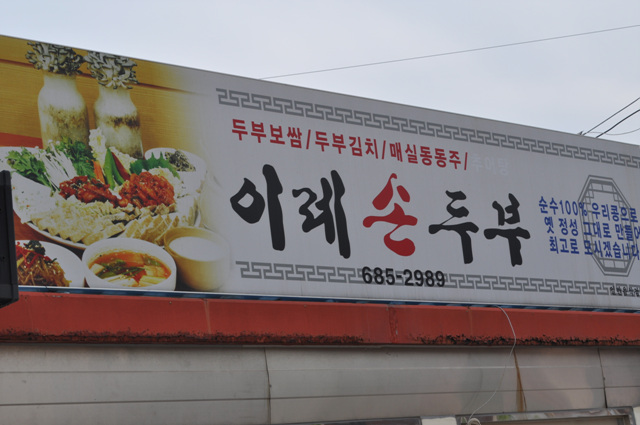 두부보쌈/두부김치/매실동동주/
이레손두부
685-2989
순수100% 우리콩으로
옛 정성 그대로 만들어
최고로 모시겠습니다